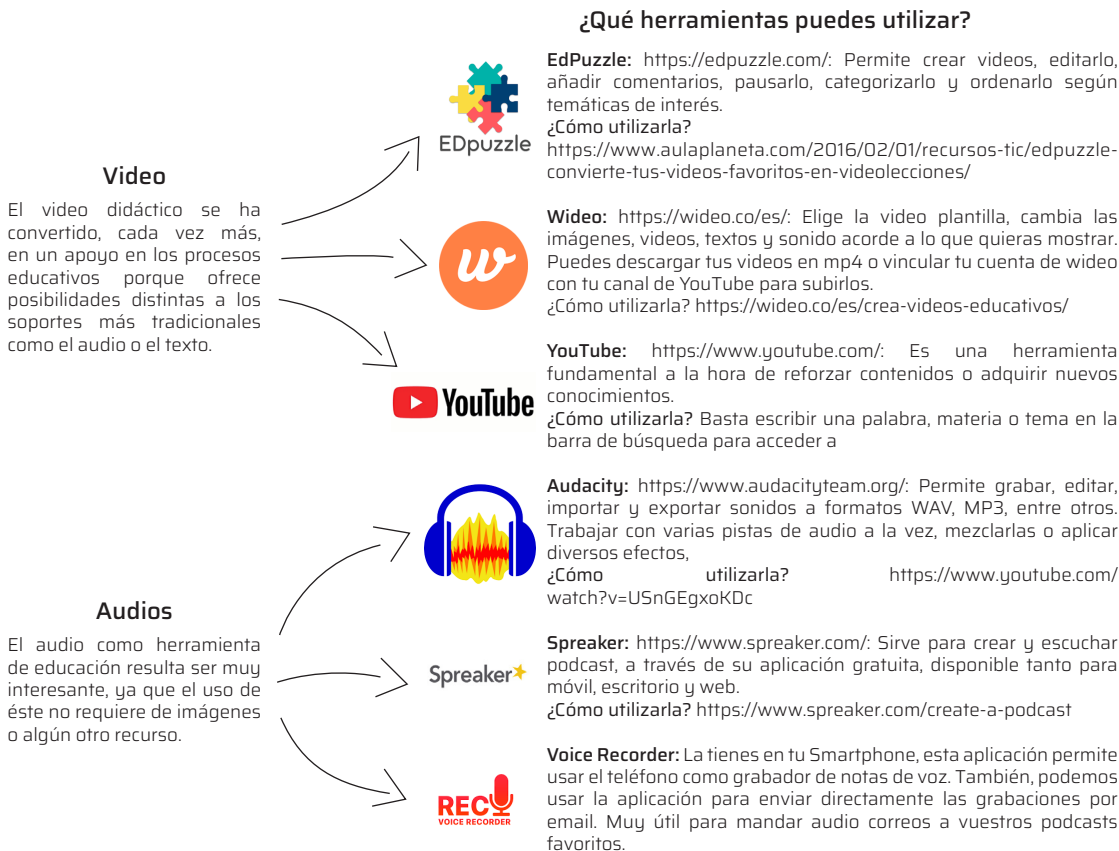 ¿Qué herramientas puedes utilizar?
EdPuzzle: https://edpuzzle.com/: Permite crear videos, editarlo,
añadir comentarios, pausarlo, categorizarlo y ordenarlo según
temáticas de interés.
¿Cómo utilizarla?
https://www.aulaplaneta.com/2016/02/01/recursos-tic/edpuzzle-
convierte-tus-videos-favoritos-en-videolecciones/
EDpuzzle
Video
El video didáctico se ha
convertido, cada vez más,
en un apoyo en los procesos
educativos porque ofrece
posibilidades distintas a los
soportes más tradicionales
como el audio o el texto.
w
Wideo: https://wideo.co/es/: Elige la video plantilla, cambia las
imágenes, videos, textos y sonido acorde a lo que quieras mostrar.
Puedes descargar tus videos en mp4 o vincular tu cuenta de wideo
con tu canal de YouTube para subirlos.
¿Cómo utilizarla? https://wideo.co/es/crea-videos-educativos/
YouTube
YouTube: https://www.youtube.com/: Es una herramienta
fundamental a la hora de reforzar contenidos o adquirir nuevos
conocimientos.
¿Cómo utilizarla? Basta escribir una palabra, materia o tema en la
barra de búsqueda para acceder a
Audacity: https://www.audacityteam.org/: Permite grabar, editar,
importar y exportar sonidos a formatos WAV, MP3, entre otros.
Trabajar con varias pistas de audio a la vez, mezclarlas o aplicar
diversos efectos,
¿Cómo utilizarla? https://www.youtube.com/
watch?v=USnGEgxoKDc
Audios
El audio como herramienta
de educación resulta ser muy
interesante, ya que el uso de
éste no requiere de imágenes
o algún otro recurso.
Spreaker
Spreaker: https://www.spreaker.com/: Sirve para crear y escuchar
podcast, a través de su aplicación gratuita, disponible tanto para
móvil, escritorio y web.
¿Cómo utilizarla? https://www.spreaker.com/create-a-podcast
REC
VOICE RECORDER
Voice Recorder: La tienes en tu Smartphone, esta aplicación permite
usar el teléfono como grabador de notas de voz. También, podemos
usar la aplicación para enviar directamente las grabaciones por
email. Muy útil para mandar audio correos a vuestros podcasts
favoritos.